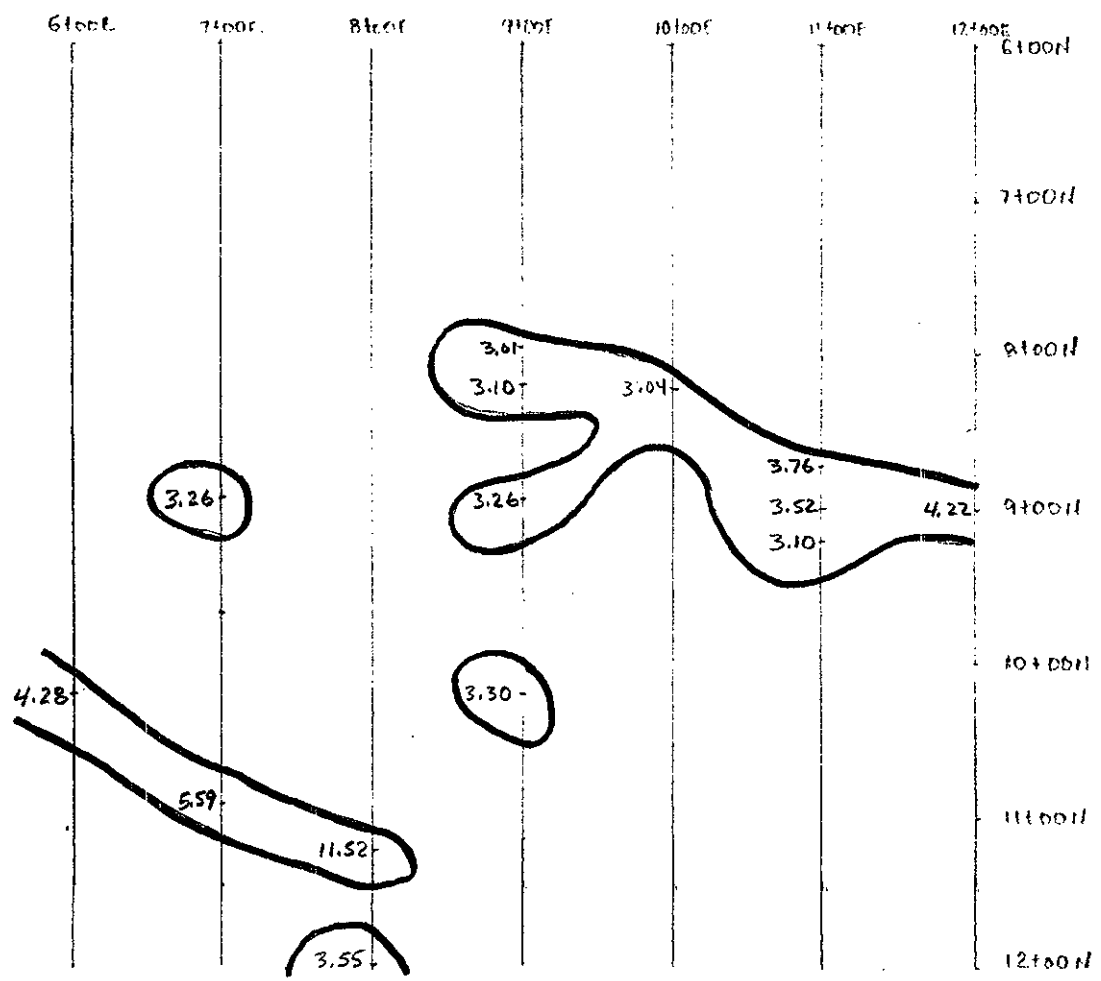 6+00E 7+00E 8+00E 9+00E 10+00E 11+00E 12+00E
6+00N
7+00N
3.01 8+00N
3.10 3.04
3.76
3.26 3.26 3.52 4.22 9+00N
3.10
10+00N
4.28 3.30
5.59
11+00N
11.52
3.55 12+00N